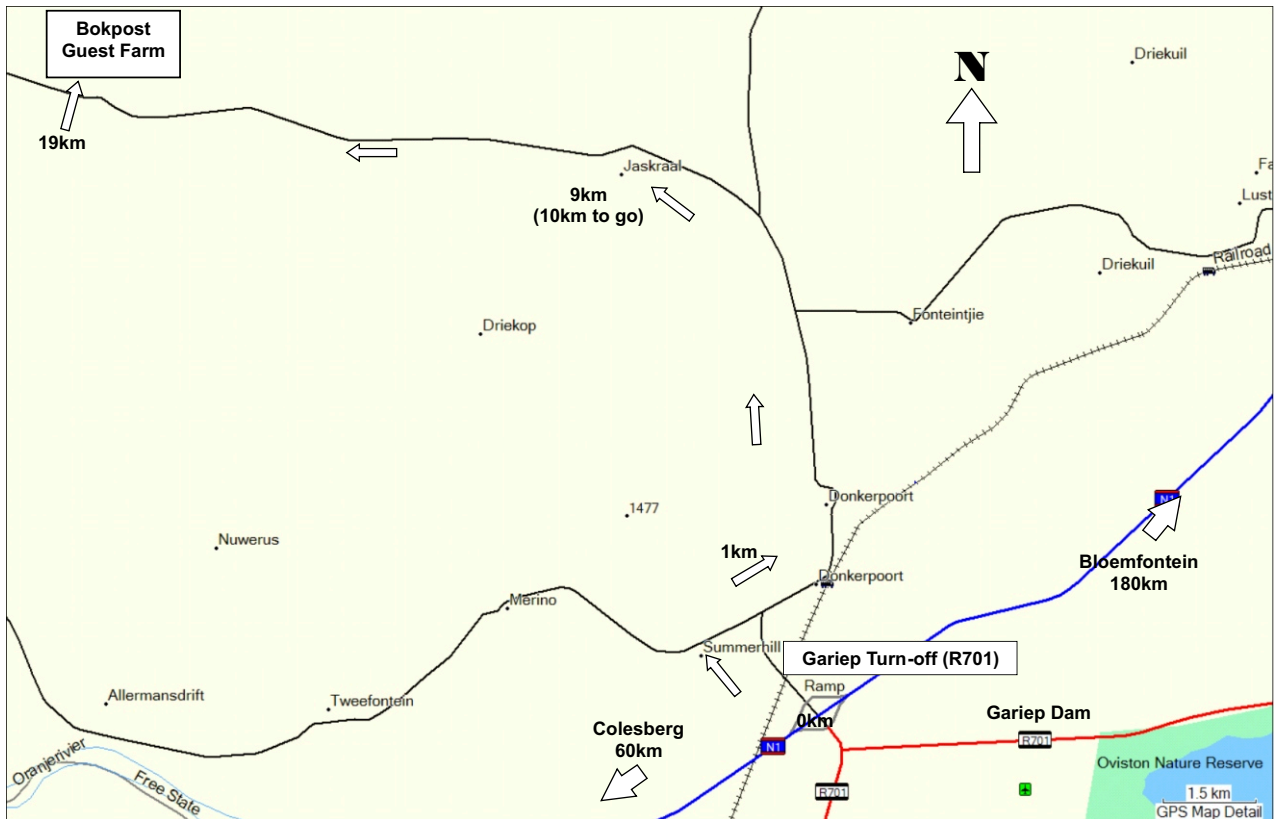 Bokpost
Guest Farm
N
Driekuil
19km
Jaskraal
9km
(10km to go)
Fa
Lust
Railroad
Driekuil
Fonteintjie
Driekop
Donkerpoort
1477
N1
Nuwerus
1km
Donkerpoort
Bloemfontein
180km
Merino
Summerhill
Gariep Turn-off (R701)
Ramp
Allermansdrift
Tweefontein
0km
Gariep Dam
Colesberg
60km
N1
R701
Oranjerivier
Free State
Oviston Nature Reserve
R701
1.5 km
GPS Map Detail